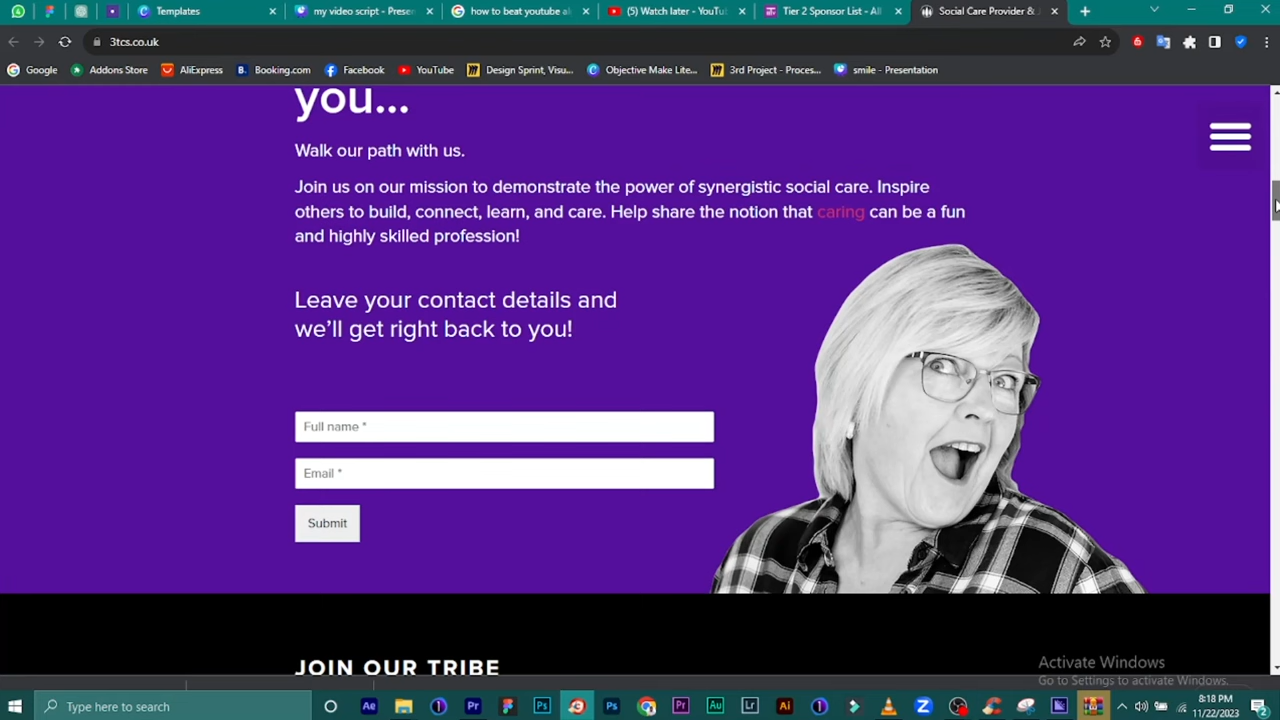 Templates
my video script - Prese
how to beat youtube al
(5) Watch later - YouTu
Tier 2 Sponsor List - All
Social Care Provider &
3tcs.co.uk
Google
Addons Store
AliExpress
Booking.com
Facebook
YouTube
Design Sprint, Visu...
Objective Make Lite...
3rd Project - Proces...
smile - Presentation
you...
Walk our path with us.
Join us on our mission to demonstrate the power of synergistic social care. Inspire
others to build, connect, learn, and care. Help share the notion that caring can be a fun
and highly skilled profession!
Leave your contact details and
we'll get right back to you!
Full name *
Email *
Submit
JOIN OUR TRIBE
Activate Windows
Go to Settings to activate Windows.
Type here to search
8:18 PM
11/22/2023